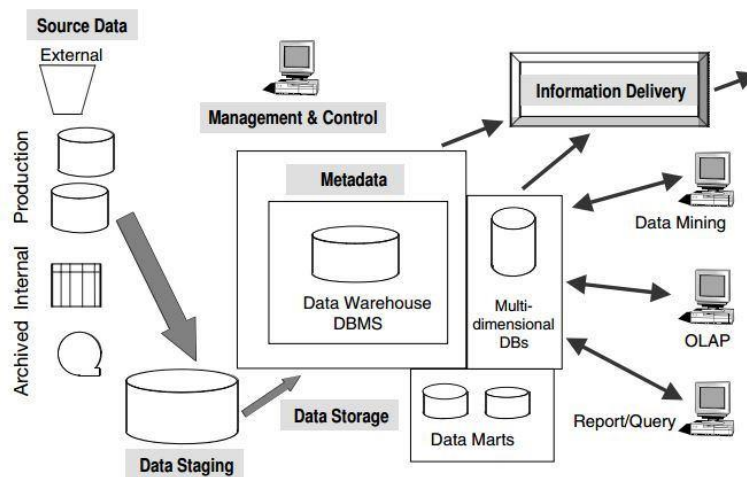 Source Data
External
Production
Internal
Archived
Management & Control
Information Delivery
Metadata
Data Warehouse
DBMS
Multi-
dimensional
DBs
Data Mining
OLAP
Report/Query
Data Storage
Data Marts
Data Staging